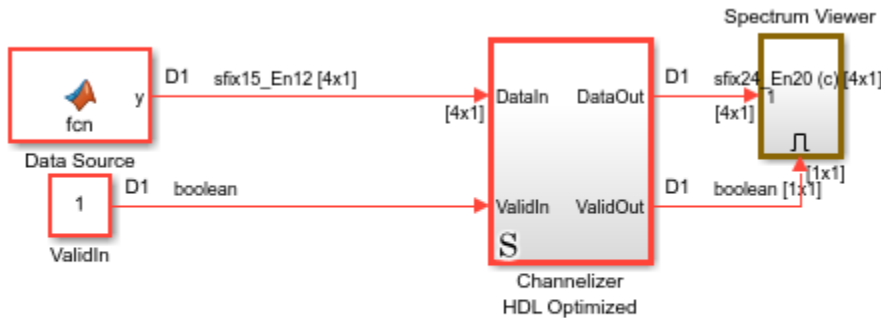 Spectrum Viewer
D1 sfix15_En12 [4x1]
D1 sfix24_En20 (c) [4x1]
y
fcn
DataIn DataOut
1
[4x1]
[4x1]
Data Source
D1 boolean
D1 boolean [1x1]
[1x1]
1
ValidIn ValidOut
ValidIn
S
Channelizer
HDL Optimized